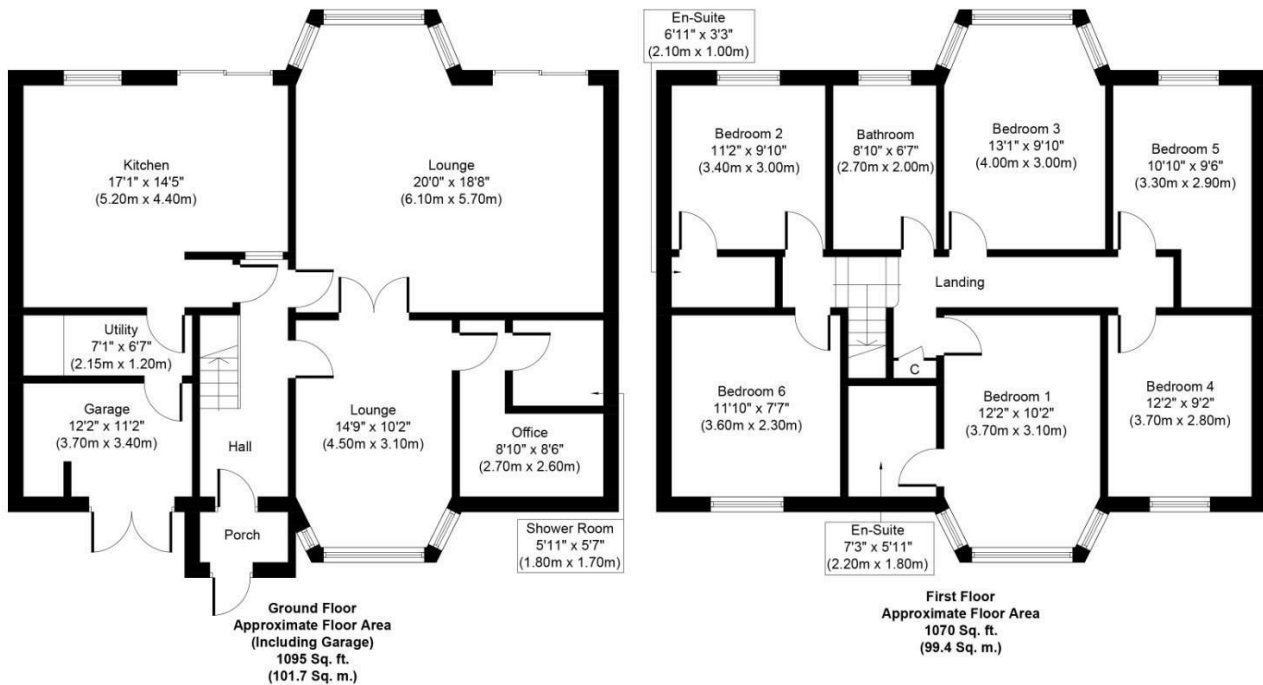 Kitchen
17'1" x 14'5"
(5.20m x 4.40m)
Lounge
20'0" x 18'8"
(6.10m x 5.70m)
Utility
7'1" x 6'7"
(2.15m x 1.20m)
Garage
12'2" x 11'2"
(3.70m x 3.40m)
Hall
Lounge
14'9" x 10'2"
(4.50m x 3.10m)
Office
8'10" x 8'6"
(2.70m x 2.60m)
Porch
Shower Room
5'11" x 5'7"
(1.80m x 1.70m)
Ground Floor
Approximate Floor Area
(Including Garage)
1095 Sq. ft.
(101.7 Sq. m.)
En-Suite
6'11" x 3'3"
(2.10m x 1.00m)
Bedroom 2
11'2" x 9'10"
(3.40m x 3.00m)
Bathroom
8'10" x 6'7"
(2.70m x 2.00m)
Bedroom 3
13'1" x 9'10"
(4.00m x 3.00m)
Bedroom 5
10'10" x 9'6"
(3.30m x 2.90m)
Landing
C
Bedroom 6
11'10" x 7'7"
(3.60m x 2.30m)
Bedroom 1
12'2" x 10'2"
(3.70m x 3.10m)
Bedroom 4
12'2" x 9'2"
(3.70m x 2.80m)
En-Suite
7'3" x 5'11"
(2.20m x 1.80m)
First Floor
Approximate Floor Area
1070 Sq. ft.
(99.4 Sq. m.)